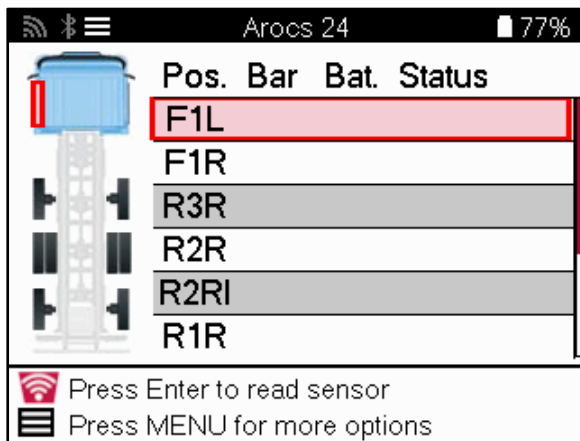 Arocs 24 77%
Pos. Bar Bat. Status
F1L
F1R
R3R
R2R
R2RI
R1R
Press Enter to read sensor
Press MENU for more options